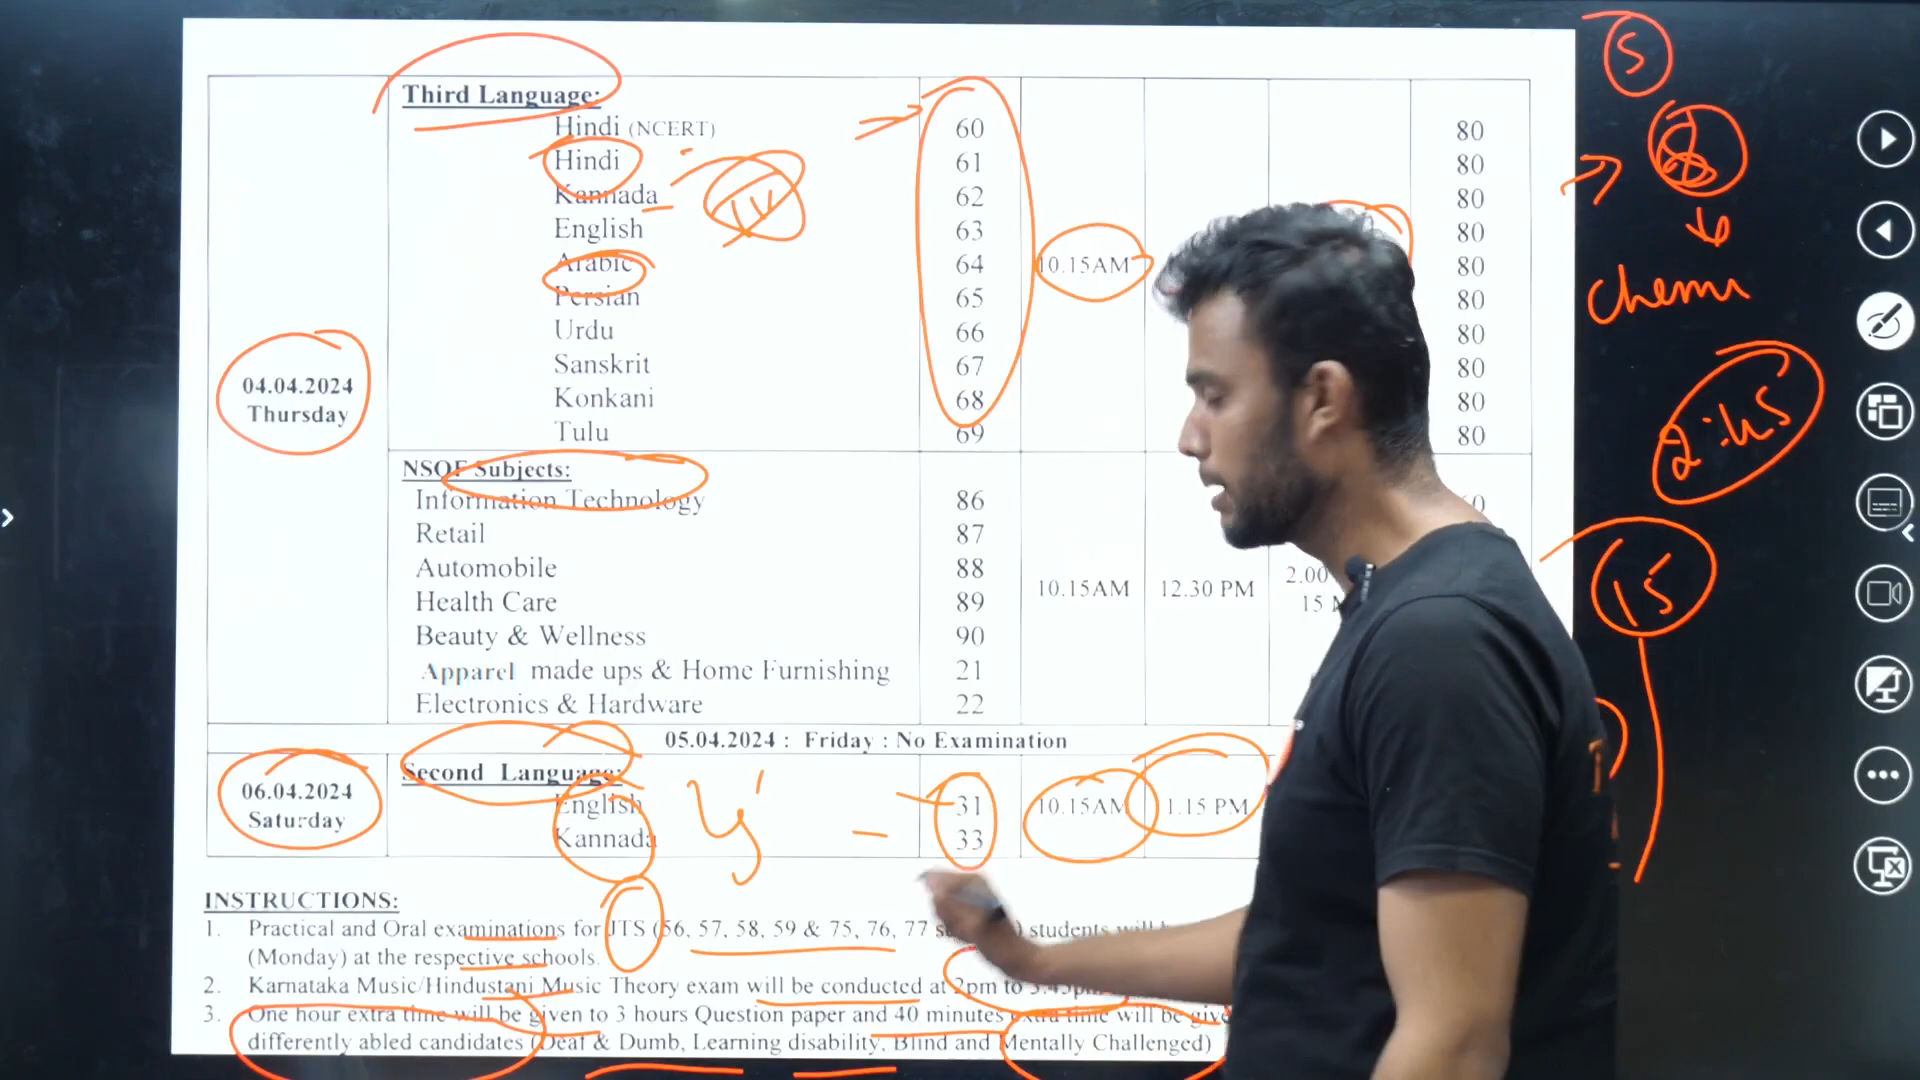 Third Language:
Hindi (NCERT) 60 80
Hindi 61 80
Kannada 62 80
English 63 80
Arabic 64 10.15AM 80
Persian 65 80
Urdu 66 80
Sanskrit 67 80
Konkani 68 80
Tulu 69 80
04.04.2024
Thursday
NSQF Subjects:
Information Technology 86
Retail 87
Automobile 88
Health Care 89
Beauty & Wellness 90
Apparel made ups & Home Furnishing 21
Electronics & Hardware 22
10.15AM 12.30 PM 2.00
15
05.04.2024 : Friday : No Examination
06.04.2024
Saturday
Second Language:
English 31 10.15AM 1.15 PM
Kannada 33
INSTRUCTIONS:
1. Practical and Oral examinations for JTS (56, 57, 58, 59 & 75, 76, 77 students will
(Monday) at the respective schools.
2. Karnataka Music/Hindustani Music Theory exam will be conducted at 2pm to 3.45pm
3. One hour extra time will be given to 3 hours Question paper and 40 minutes extra time will be give
differently abled candidates (Deaf & Dumb, Learning disability, Blind and Mentally Challenged)
S
2:45
15